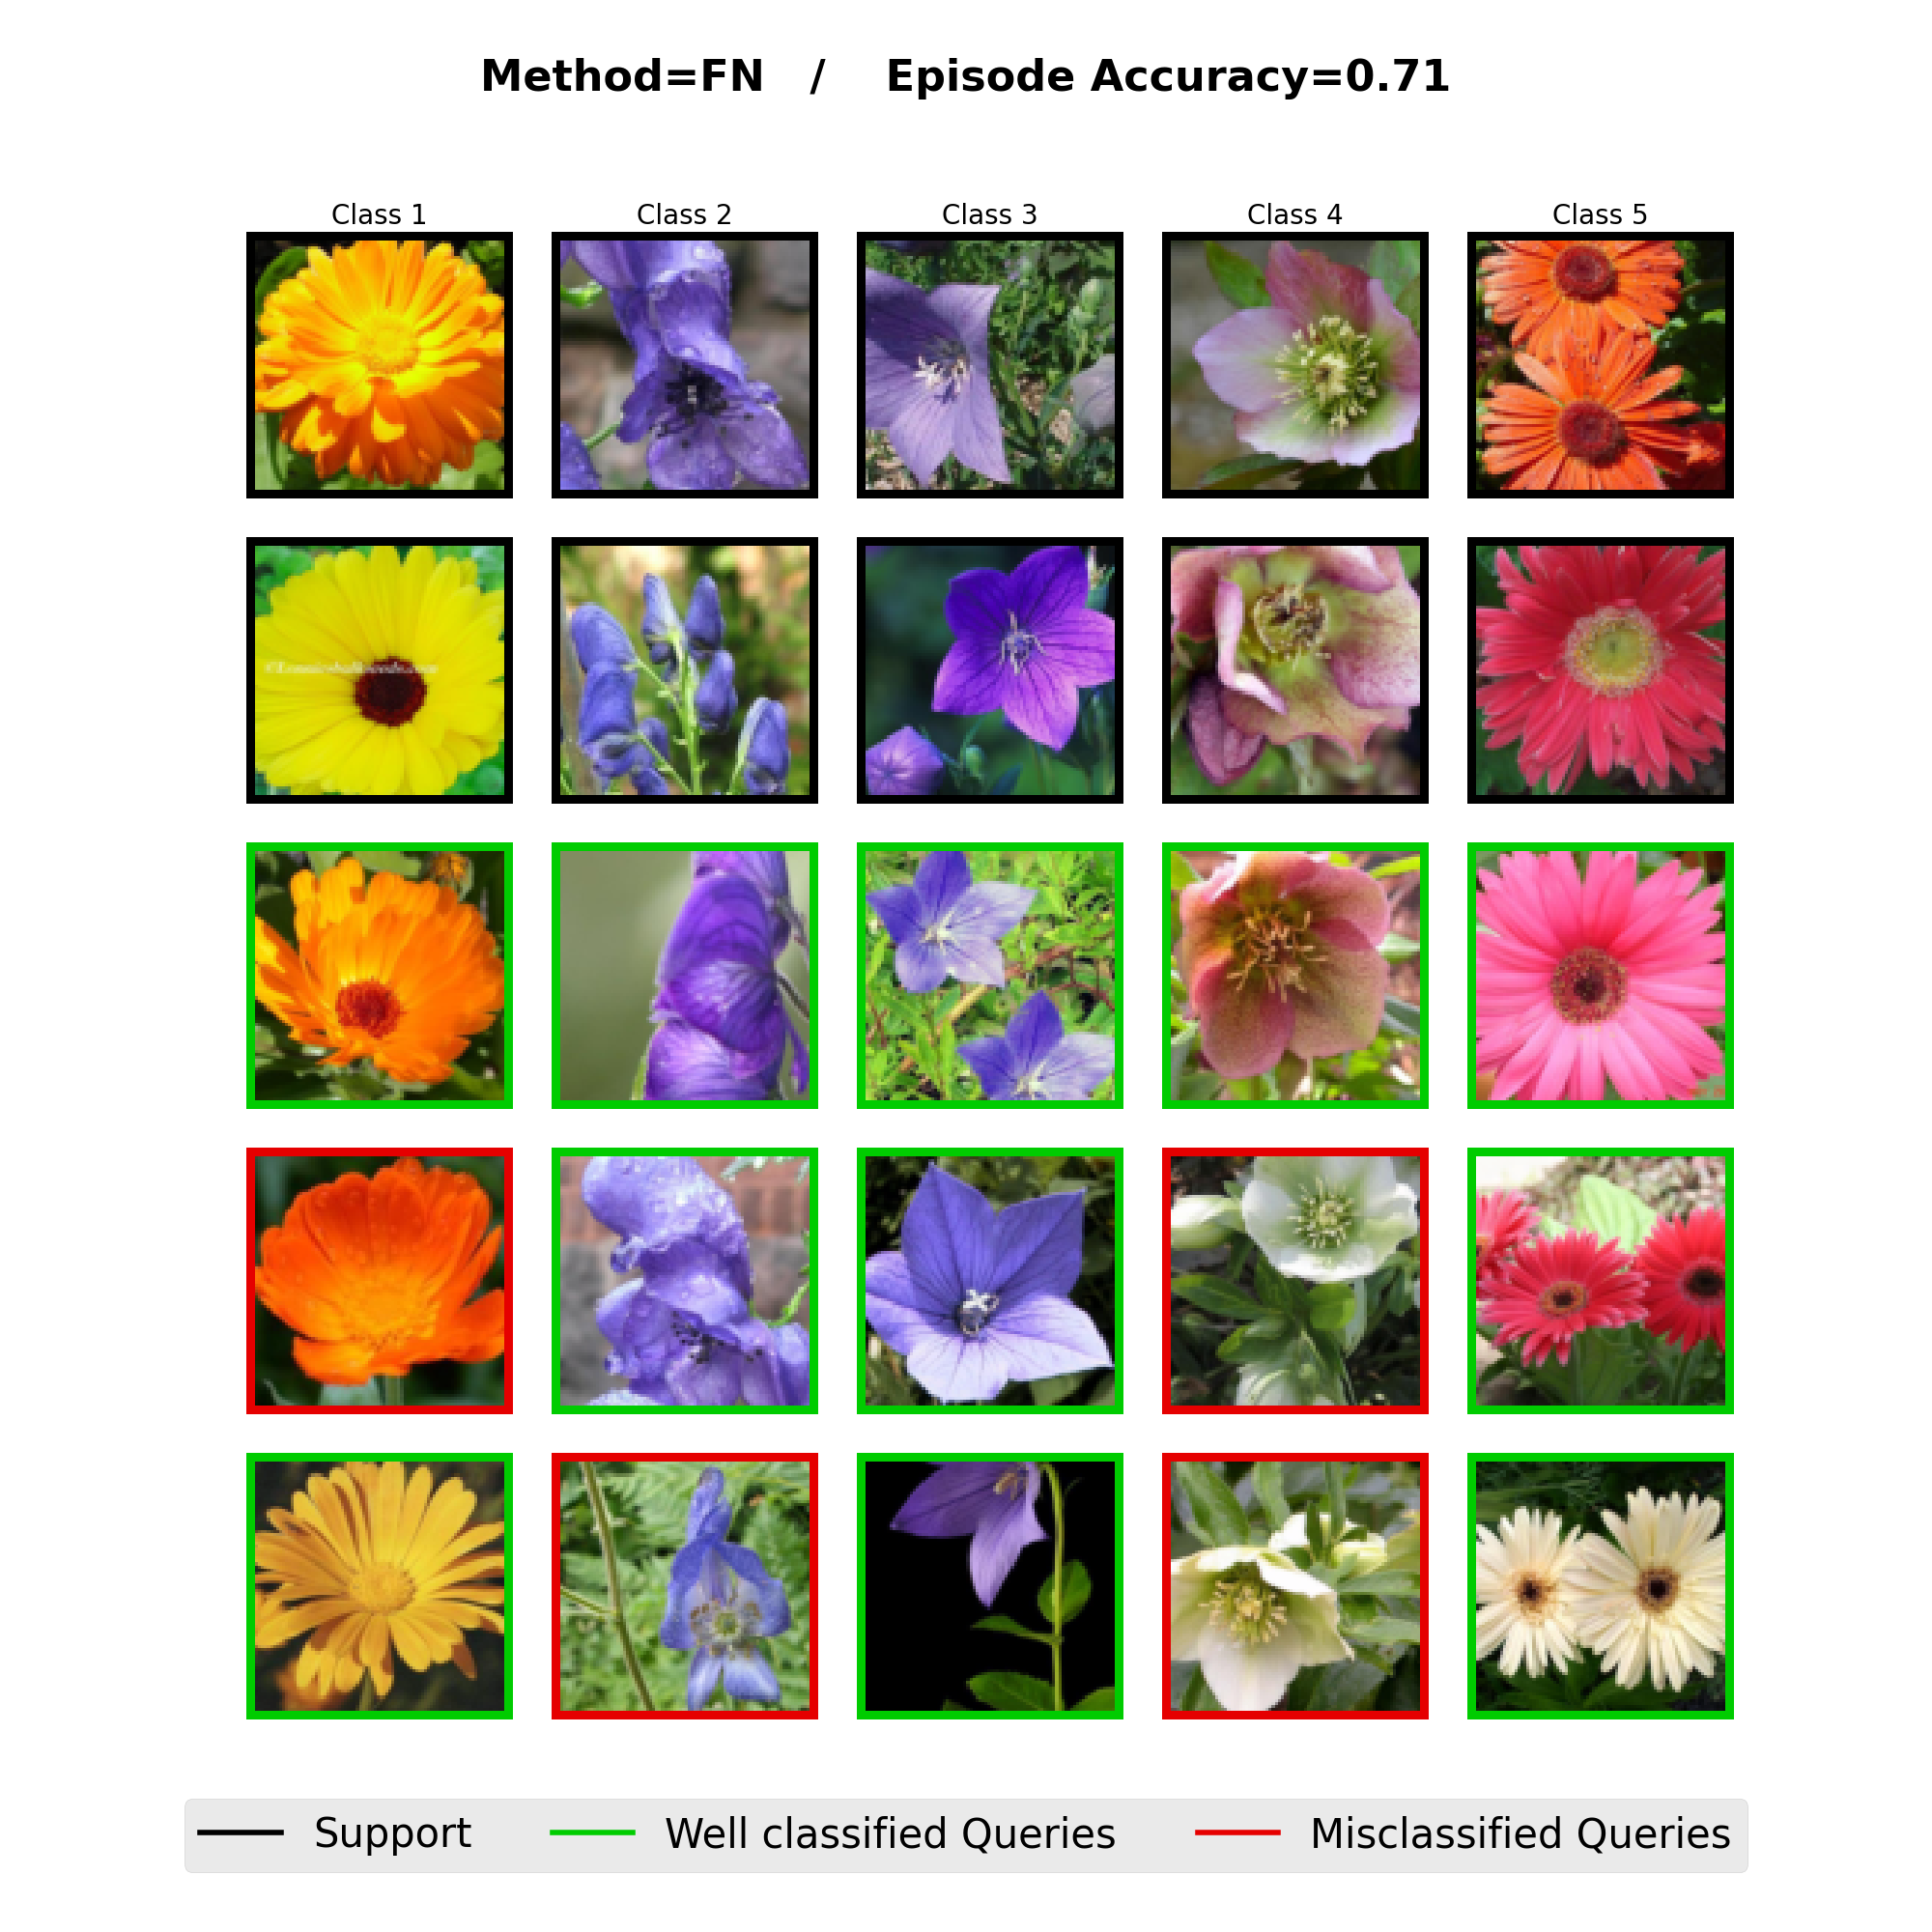 Method=FN / Episode Accuracy=0.71
Class 1 Class 2 Class 3 Class 4 Class 5
Support Well classified Queries Misclassified Queries